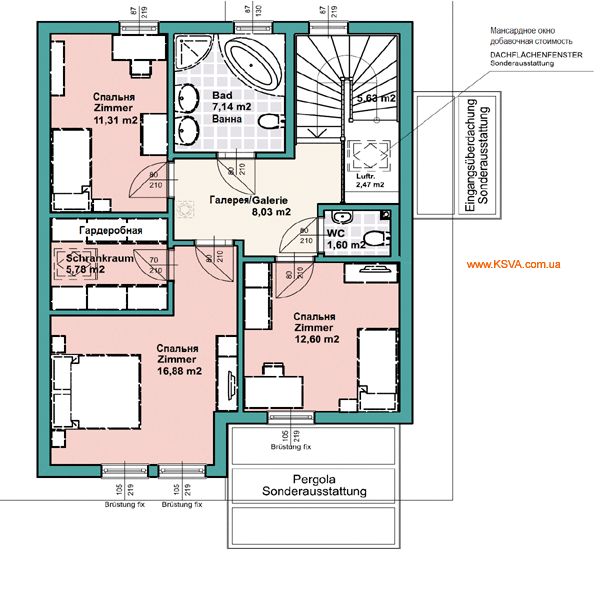 87
219
130
87
219
Мансардное окно
добавочная стоимость
DACHFLÄCHENFENSTER
Sonderausstattung
Спальня
Zimmer
11,31 m2
Bad
7,14 m2
Ванна
5,63 m2
Eingangsüberdachung
Sonderausstattung
80
210
80
210
Luftr.
2,47 m2
Галерея/Galerie
8,03 m2
Гардеробная
WC
1,60 m2
80
210
Schrankraum
5,78 m2
70
210
80
210
80
www.KSVA.com.ua
Спальня
Zimmer
12,60 m2
Спальня
Zimmer
16,88 m2
105
219
Brüstung fix
Pergola
Sonderausstattung
105
219
Brüstung fix
105
219
Brüstung fix